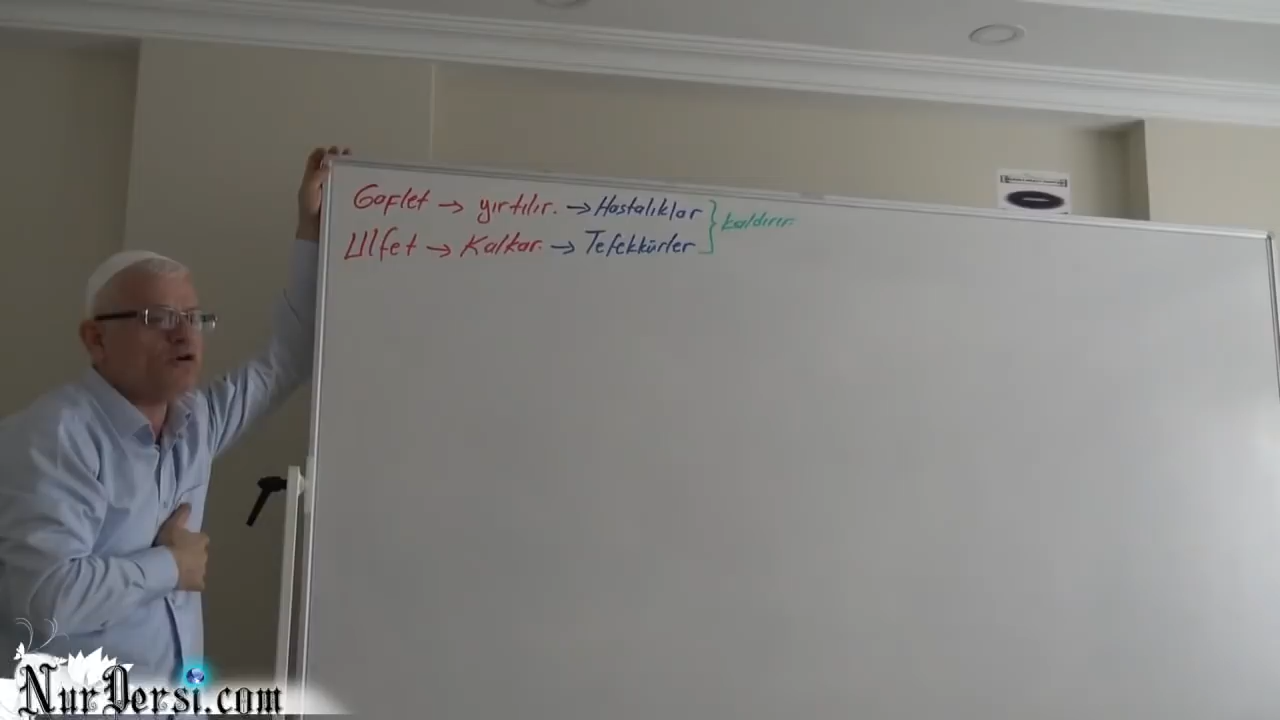 Gaflet → yırtılır. → Hastalıklar } kaldırır.
Ülfet → Kalkar. → Tefekkürler
NurDersi.com